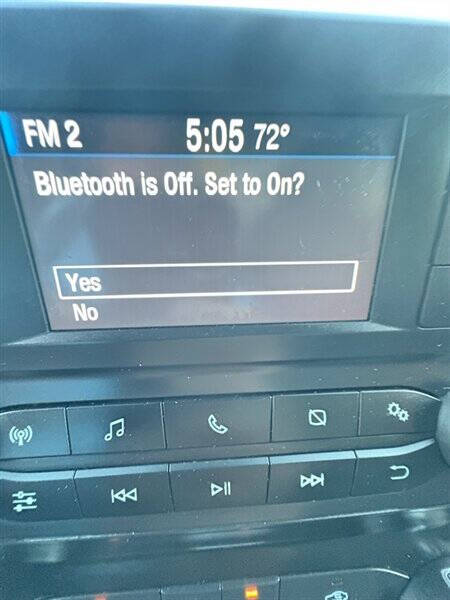 FM 2 5:05 72°
Bluetooth is Off. Set to On?
Yes
No